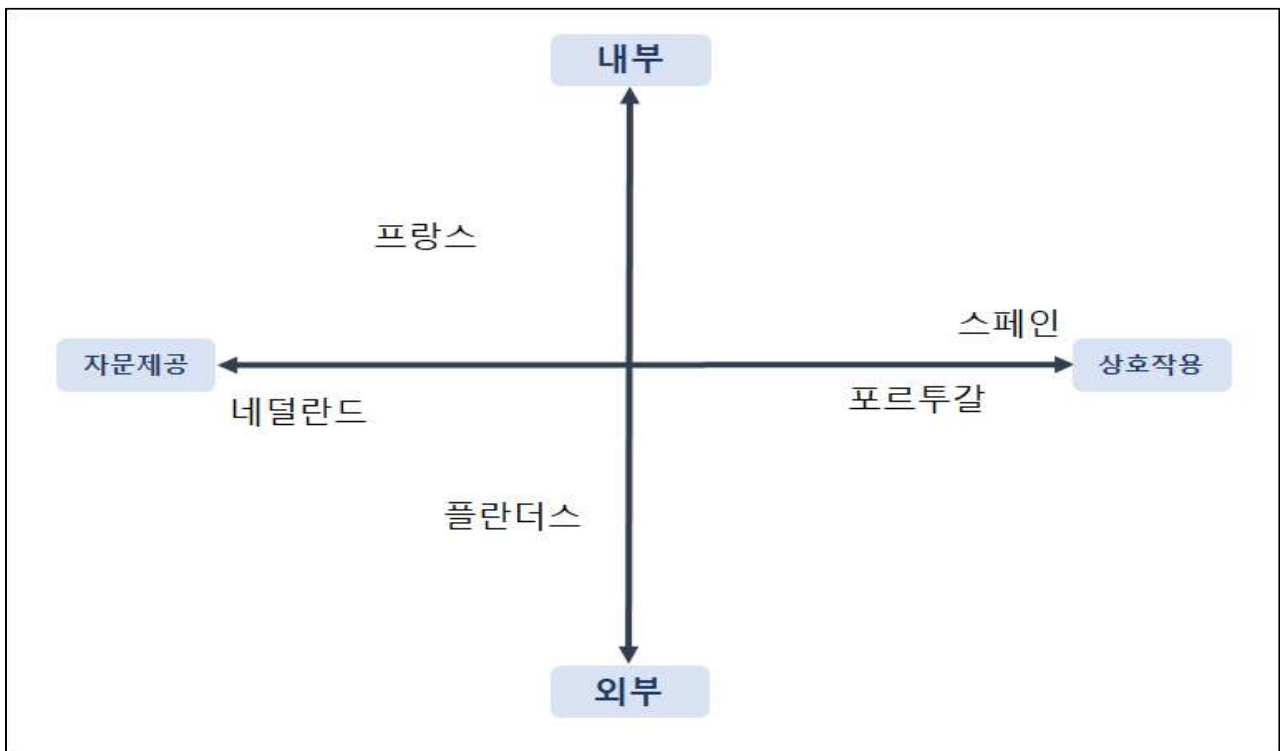 내부
프랑스
스페인
자문제공
상호작용
네덜란드
포르투갈
플란더스
외부